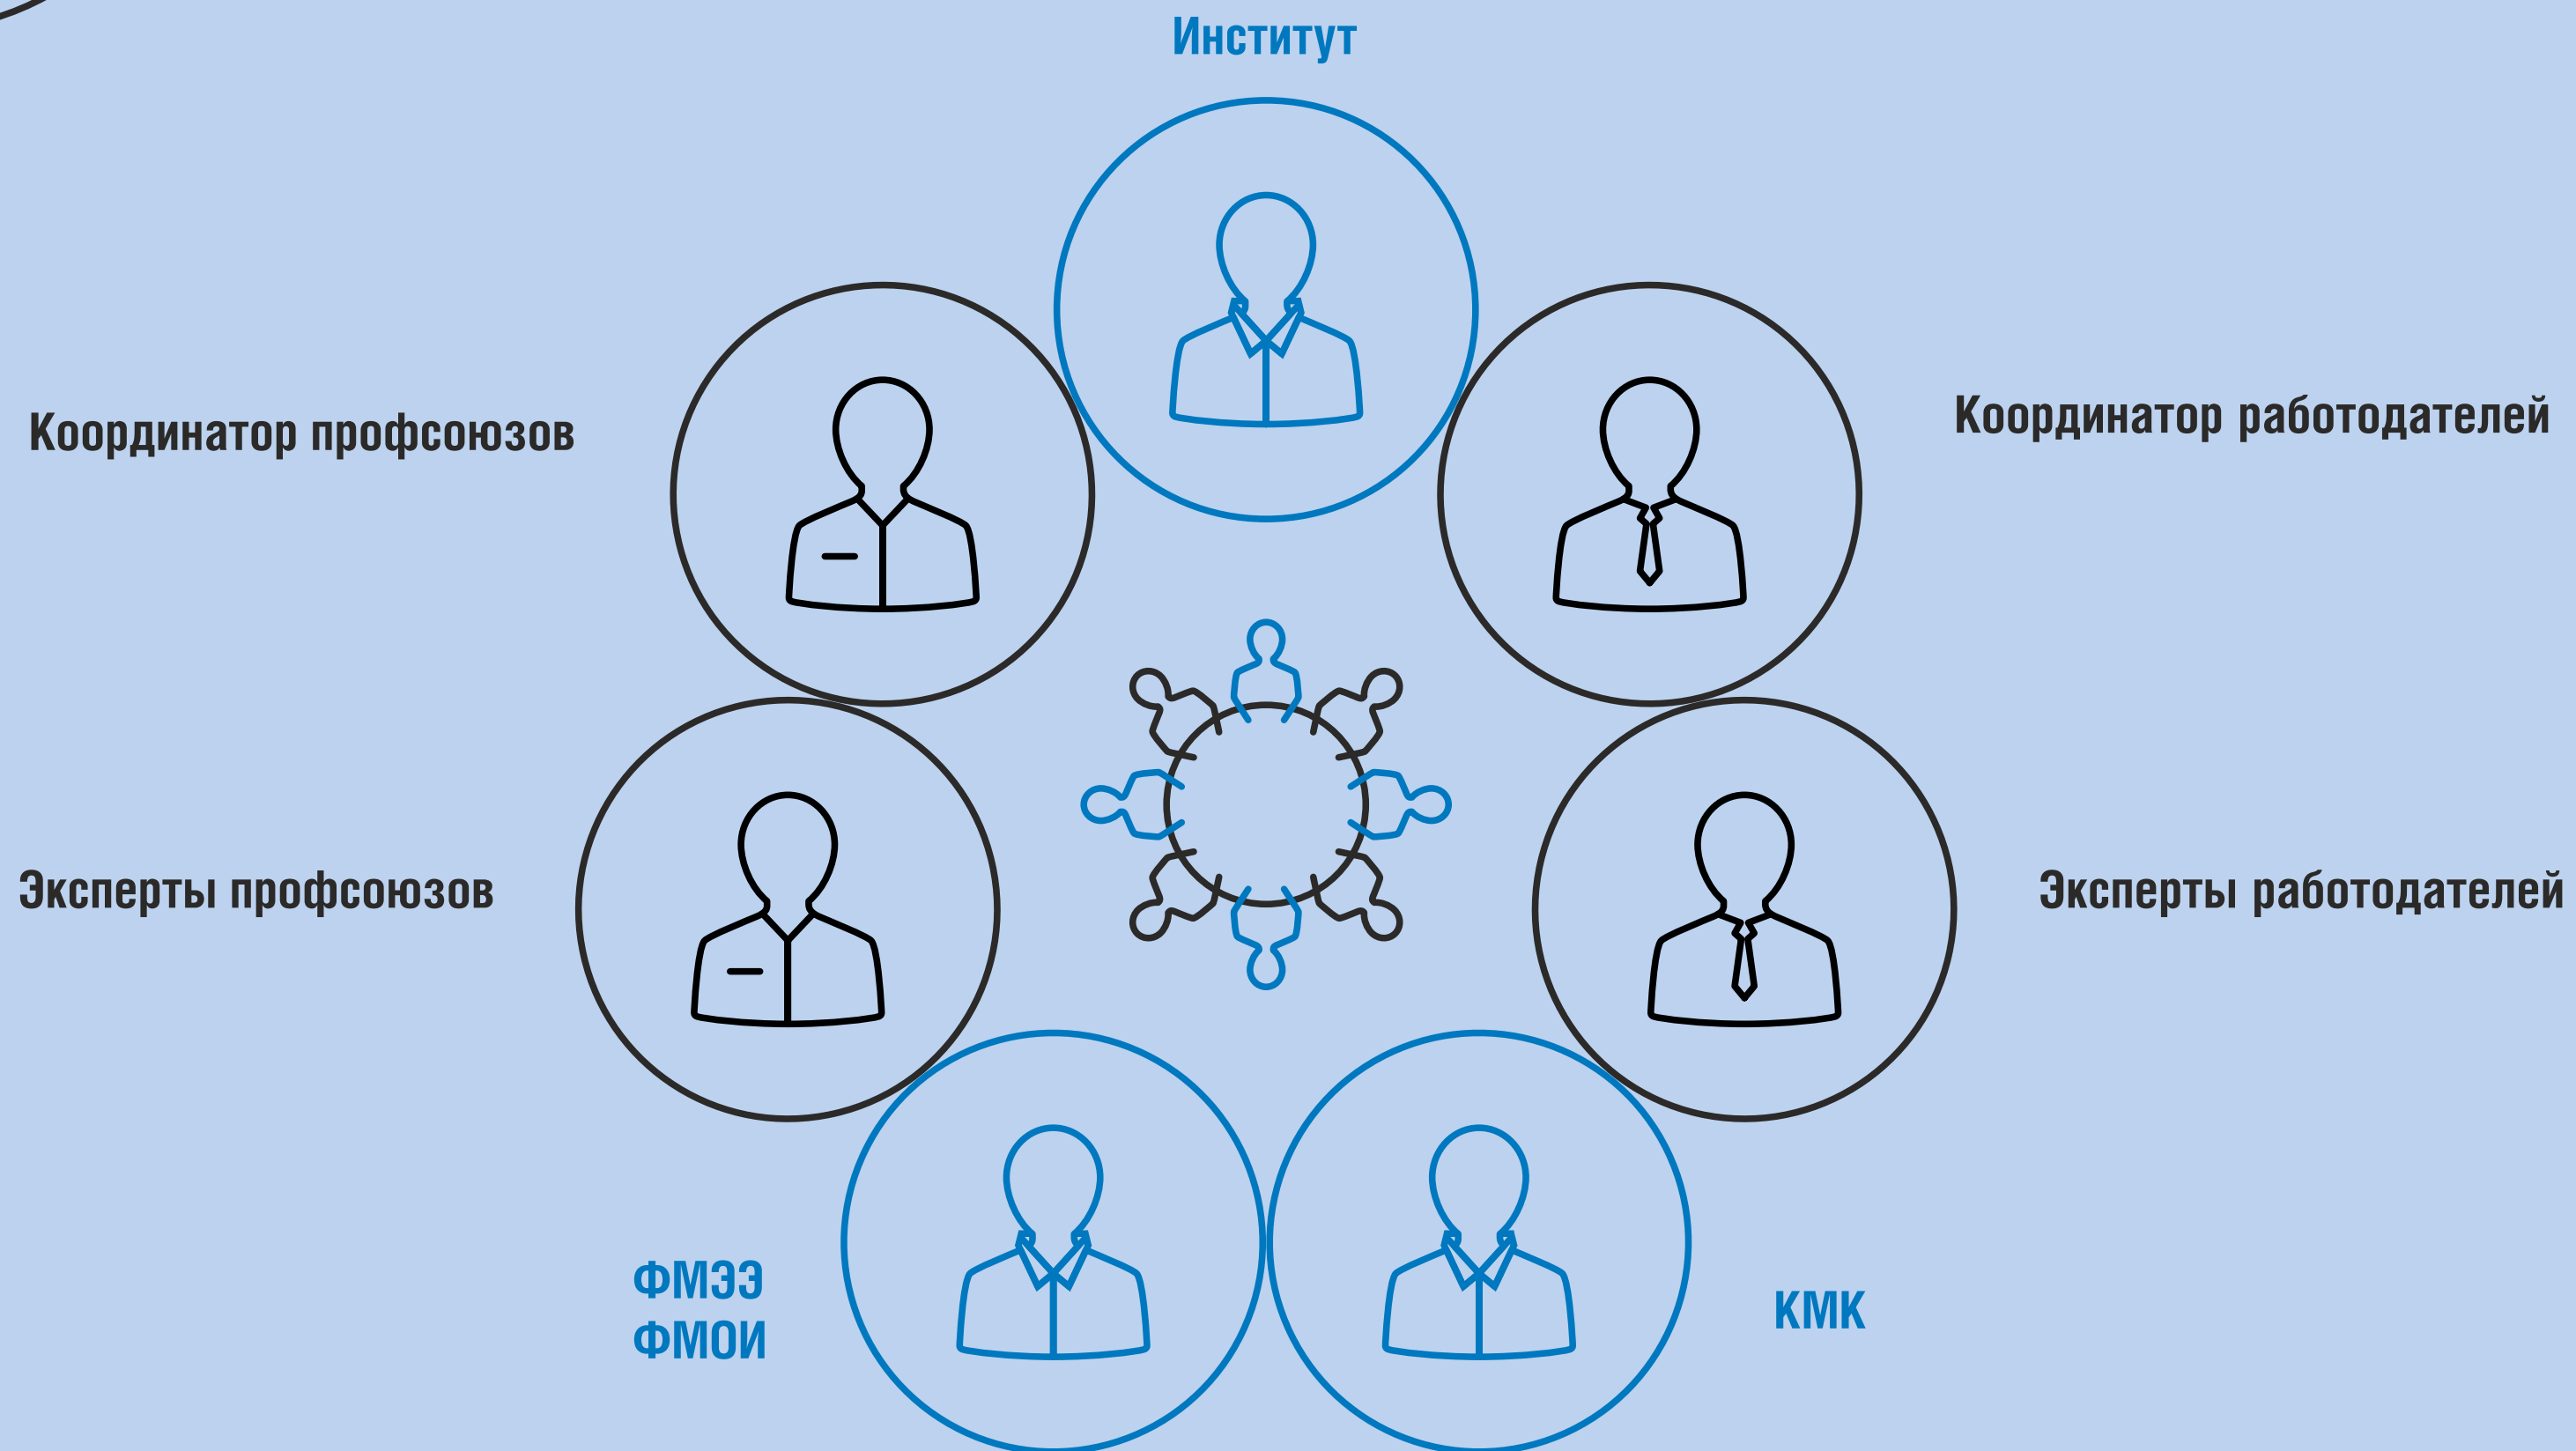 Институт
Координатор профсоюзов
Координатор работодателей
Эксперты профсоюзов
Эксперты работодателей
ФМЭЭ
ФМОИ
КМК